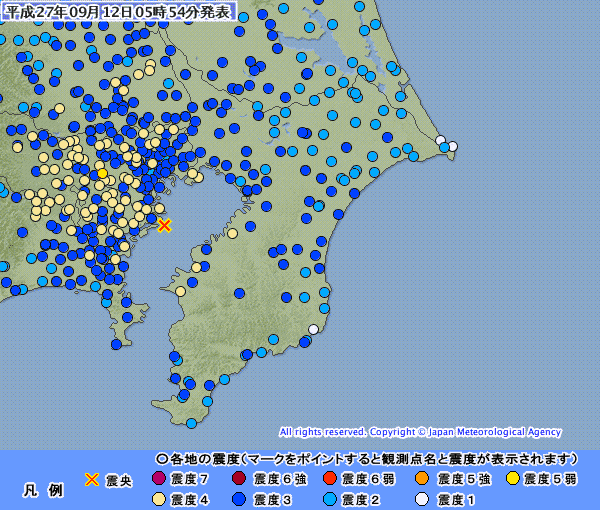 平成27年09月12日05時54分発表
All rights reserved. Copyright © Japan Meteorological Agency
○各地の震度(マークをポイントすると観測点名と震度が表示されます)
凡 例
震央 震度7 震度6強 震度6弱 震度5強 震度5弱
震度4 震度3 震度2 震度1